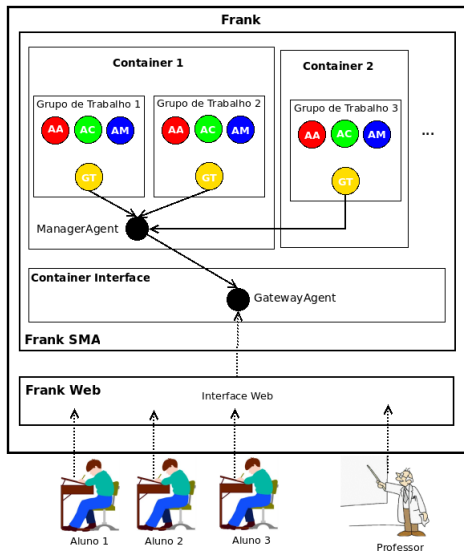 Frank
Container 1
Grupo de Trabalho 1
AA AC AM
GT
Grupo de Trabalho 2
AA AC AM
GT
Container 2
Grupo de Trabalho 3
AA AC AM
GT
...
ManagerAgent
Container Interface
GatewayAgent
Frank SMA
Frank Web
Interface Web
Aluno 1
Aluno 2
Aluno 3
Professor